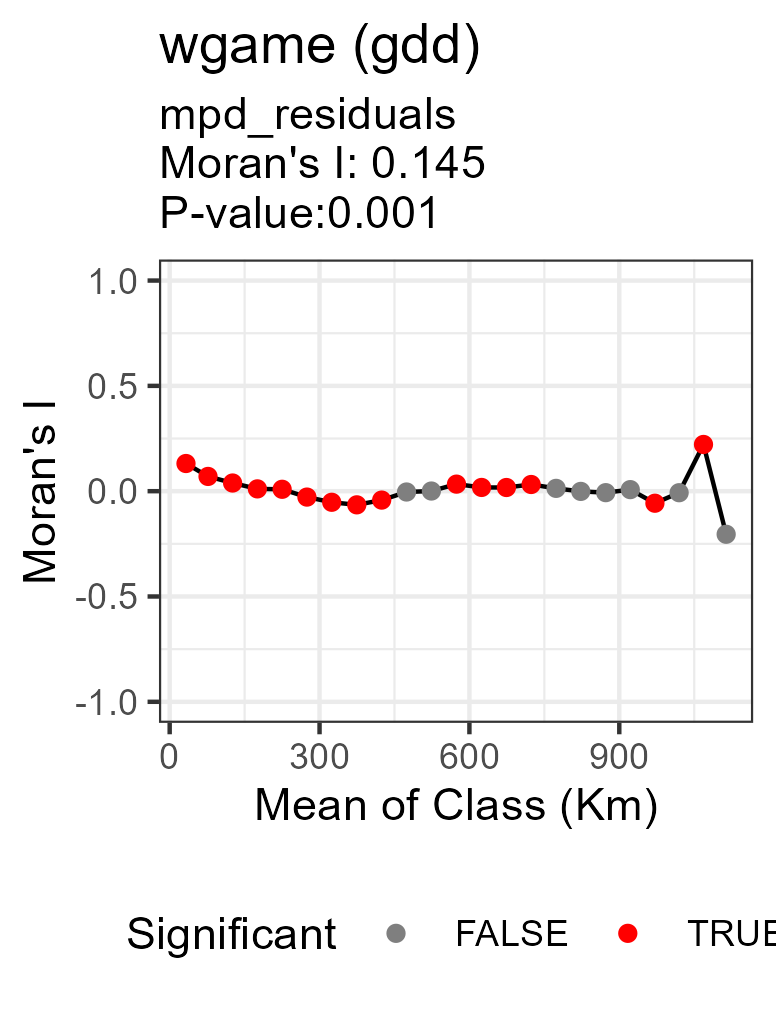 wgame (gdd)
mpd_residuals
Moran's I: 0.145
P-value:0.001
1.0
0.5
0.0
-0.5
-1.0
Moran's I
0 300 600 900
Mean of Class (Km)
Significant FALSE TRUE